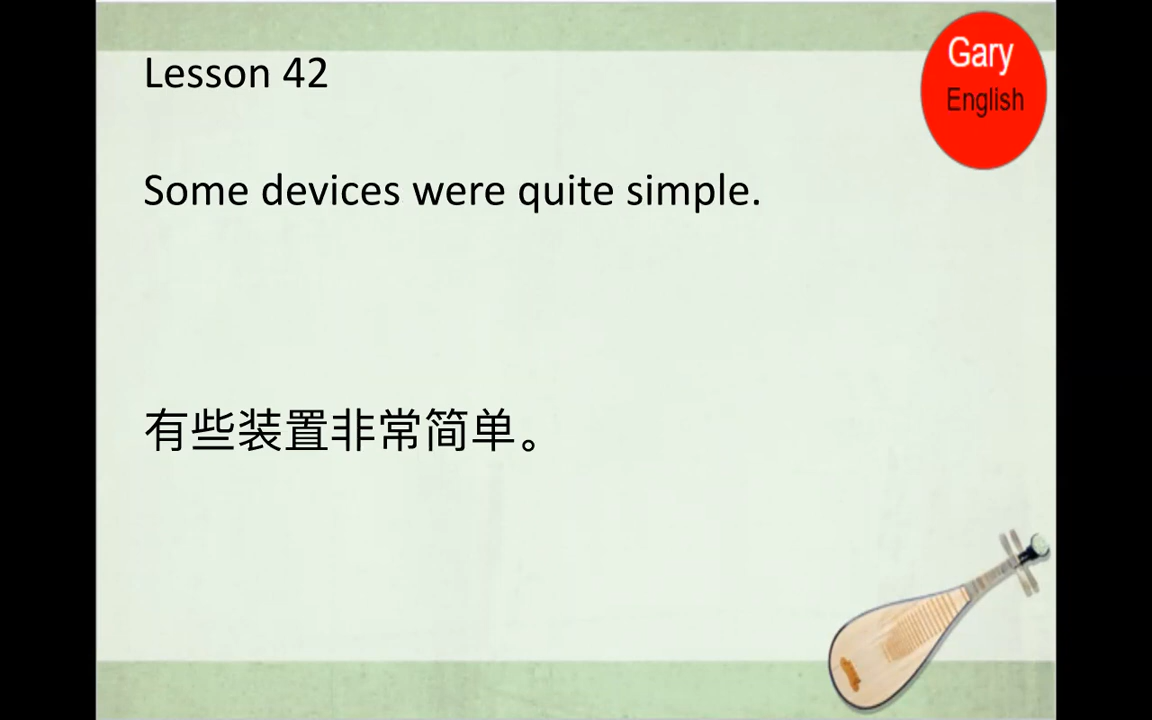 Lesson 42
Gary
English
Some devices were quite simple.
有些装置非常简单。